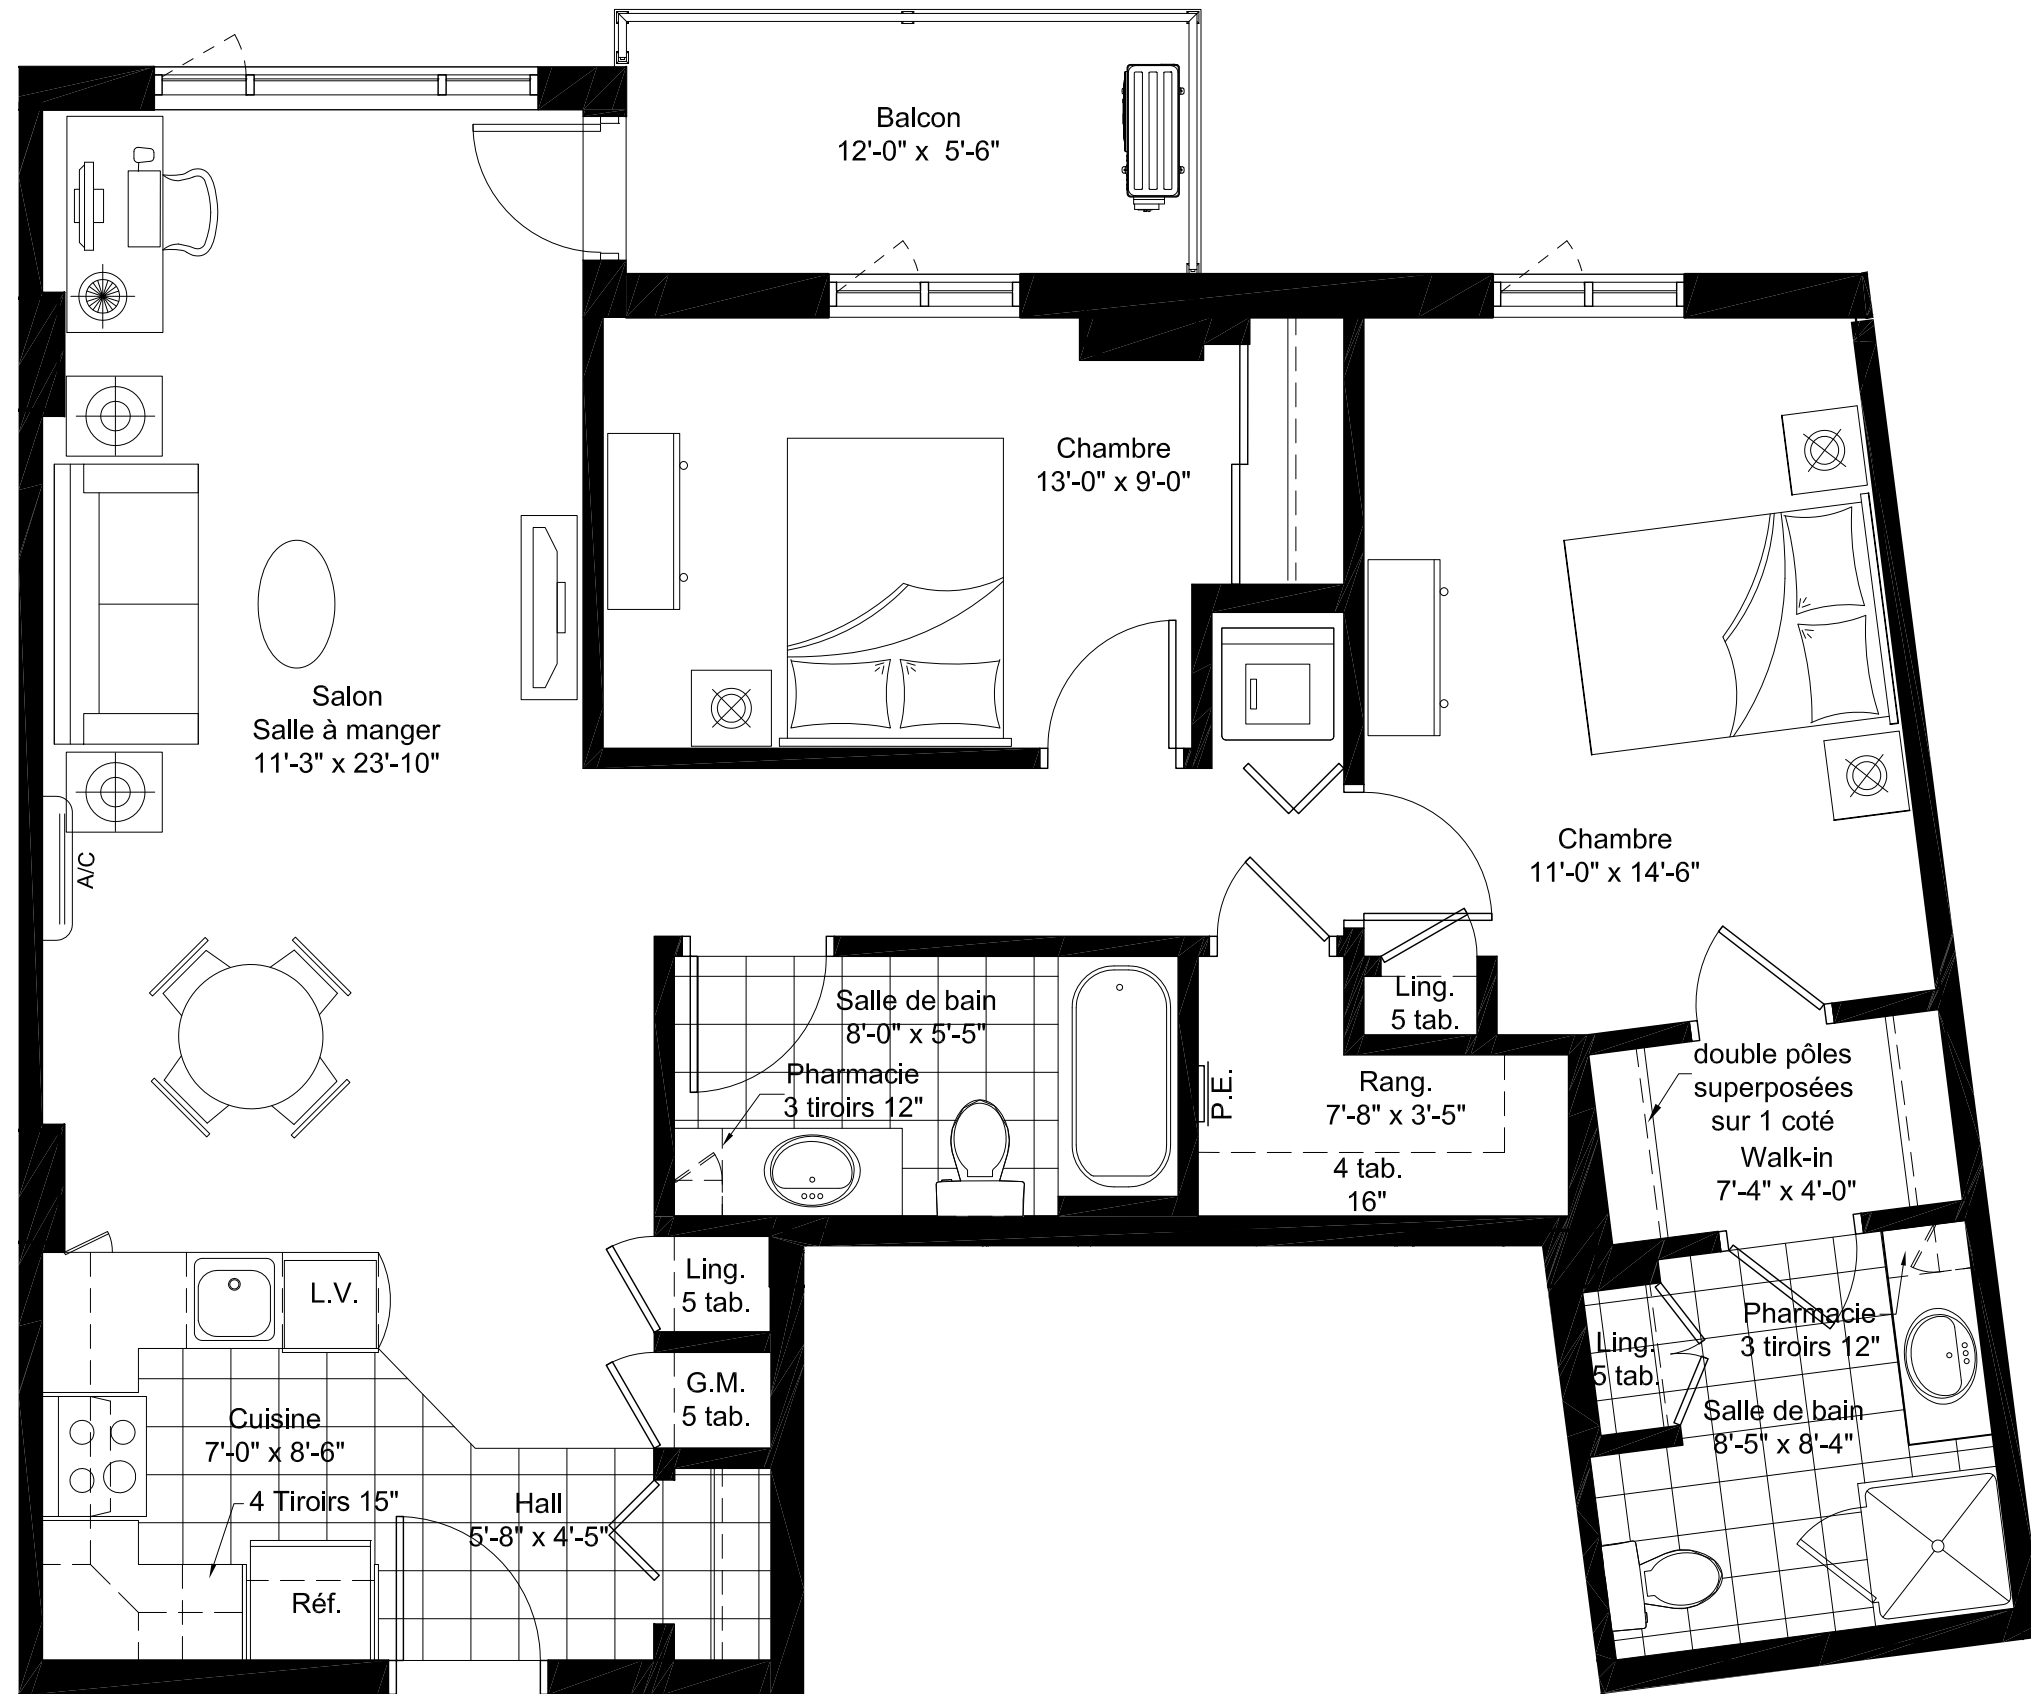 Balcon
12'-0" x 5'-6"
Chambre
13'-0" x 9'-0"
Salon
Salle à manger
11'-3" x 23'-10"
A/C
Chambre
11'-0" x 14'-6"
Salle de bain
8'-0" x 5'-5"
Pharmacie
3 tiroirs 12"
Ling.
5 tab.
P.E.
Rang.
7'-8" x 3'-5"
4 tab.
16"
double pôles
superposées
sur 1 coté
Walk-in
7'-4" x 4'-0"
L.V.
Ling.
5 tab.
G.M.
5 tab.
Cuisine
7'-0" x 8'-6"
4 Tiroirs 15"
Réf.
Hall
5'-8" x 4'-5"
Pharmacie
3 tiroirs 12"
Ling.
5 tab.
Salle de bain
8'-5" x 8'-4"